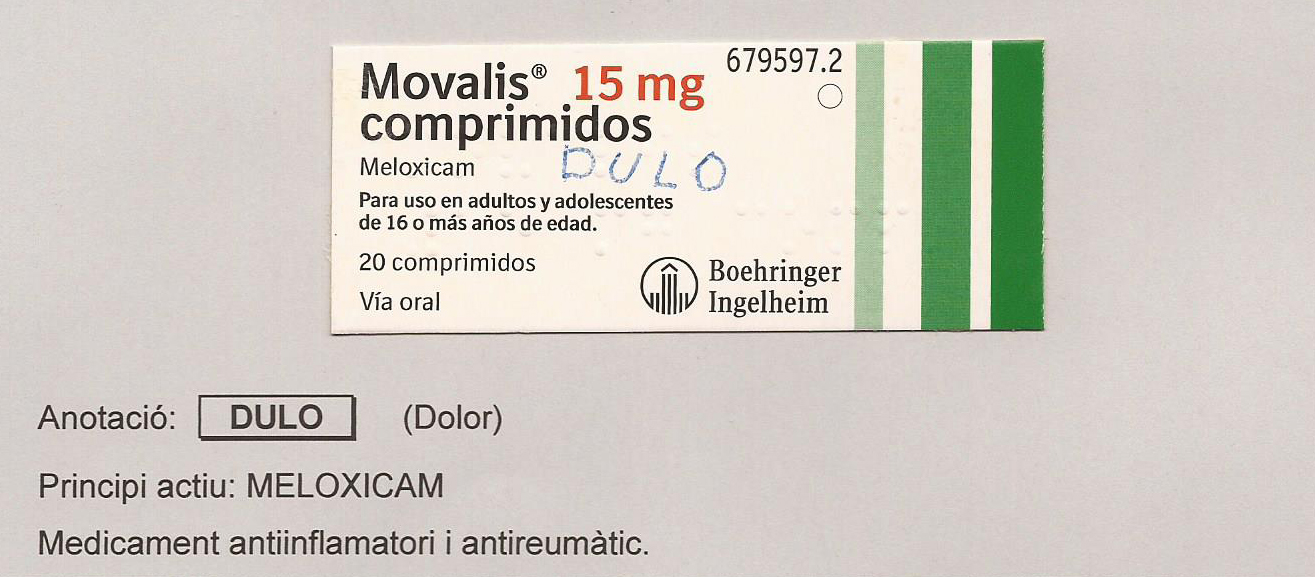 Movalis® 15 mg 679597.2
comprimidos
Meloxicam DULO
Para uso en adultos y adolescentes
de 16 o más años de edad.
20 comprimidos
Vía oral
Boehringer
Ingelheim
Anotació: DULO (Dolor)
Principi actiu: MELOXICAM
Medicament antiinflamatori i antireumàtic.